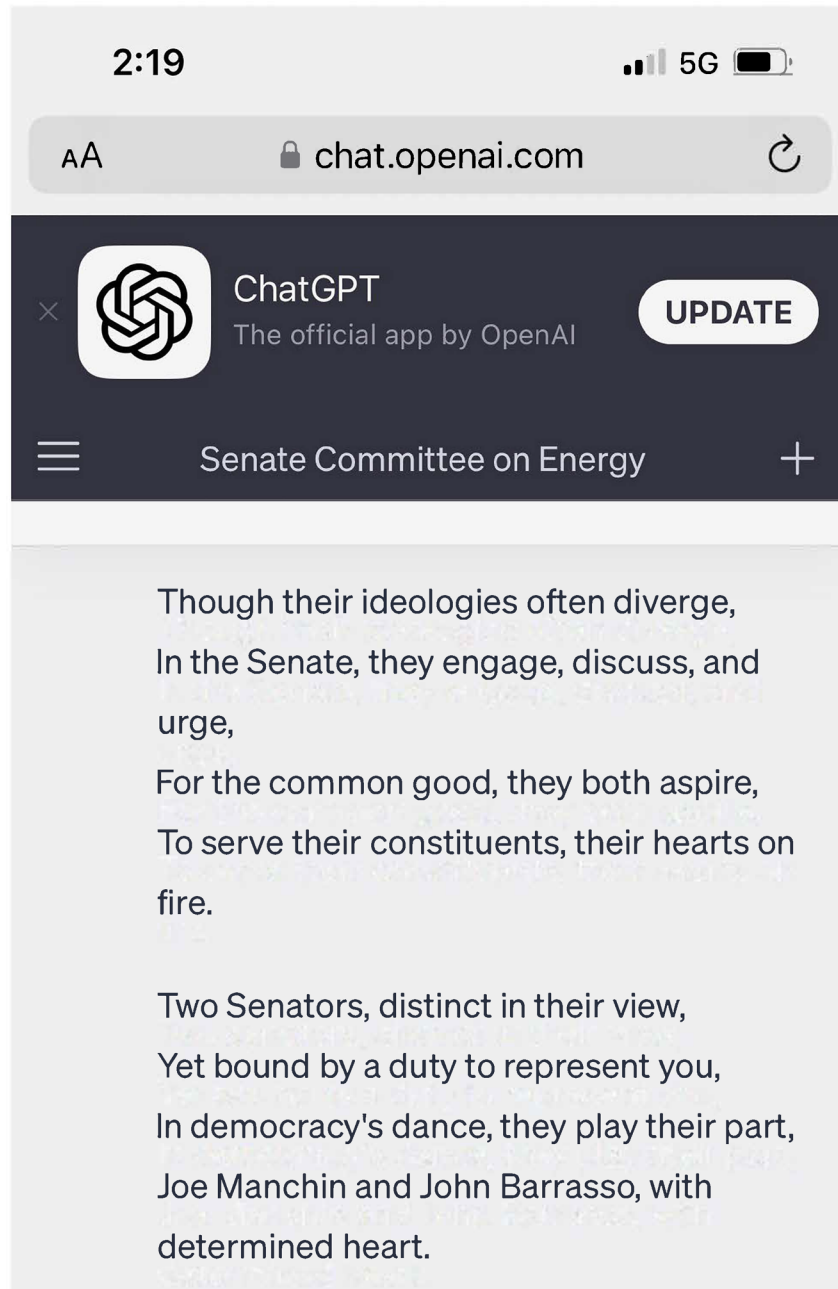 2:19
5G
AA
chat.openai.com
ChatGPT
The official app by OpenAI
UPDATE
Senate Committee on Energy
Though their ideologies often diverge,
In the Senate, they engage, discuss, and
urge,
For the common good, they both aspire,
To serve their constituents, their hearts on
fire.
Two Senators, distinct in their view,
Yet bound by a duty to represent you,
In democracy's dance, they play their part,
Joe Manchin and John Barrasso, with
determined heart.